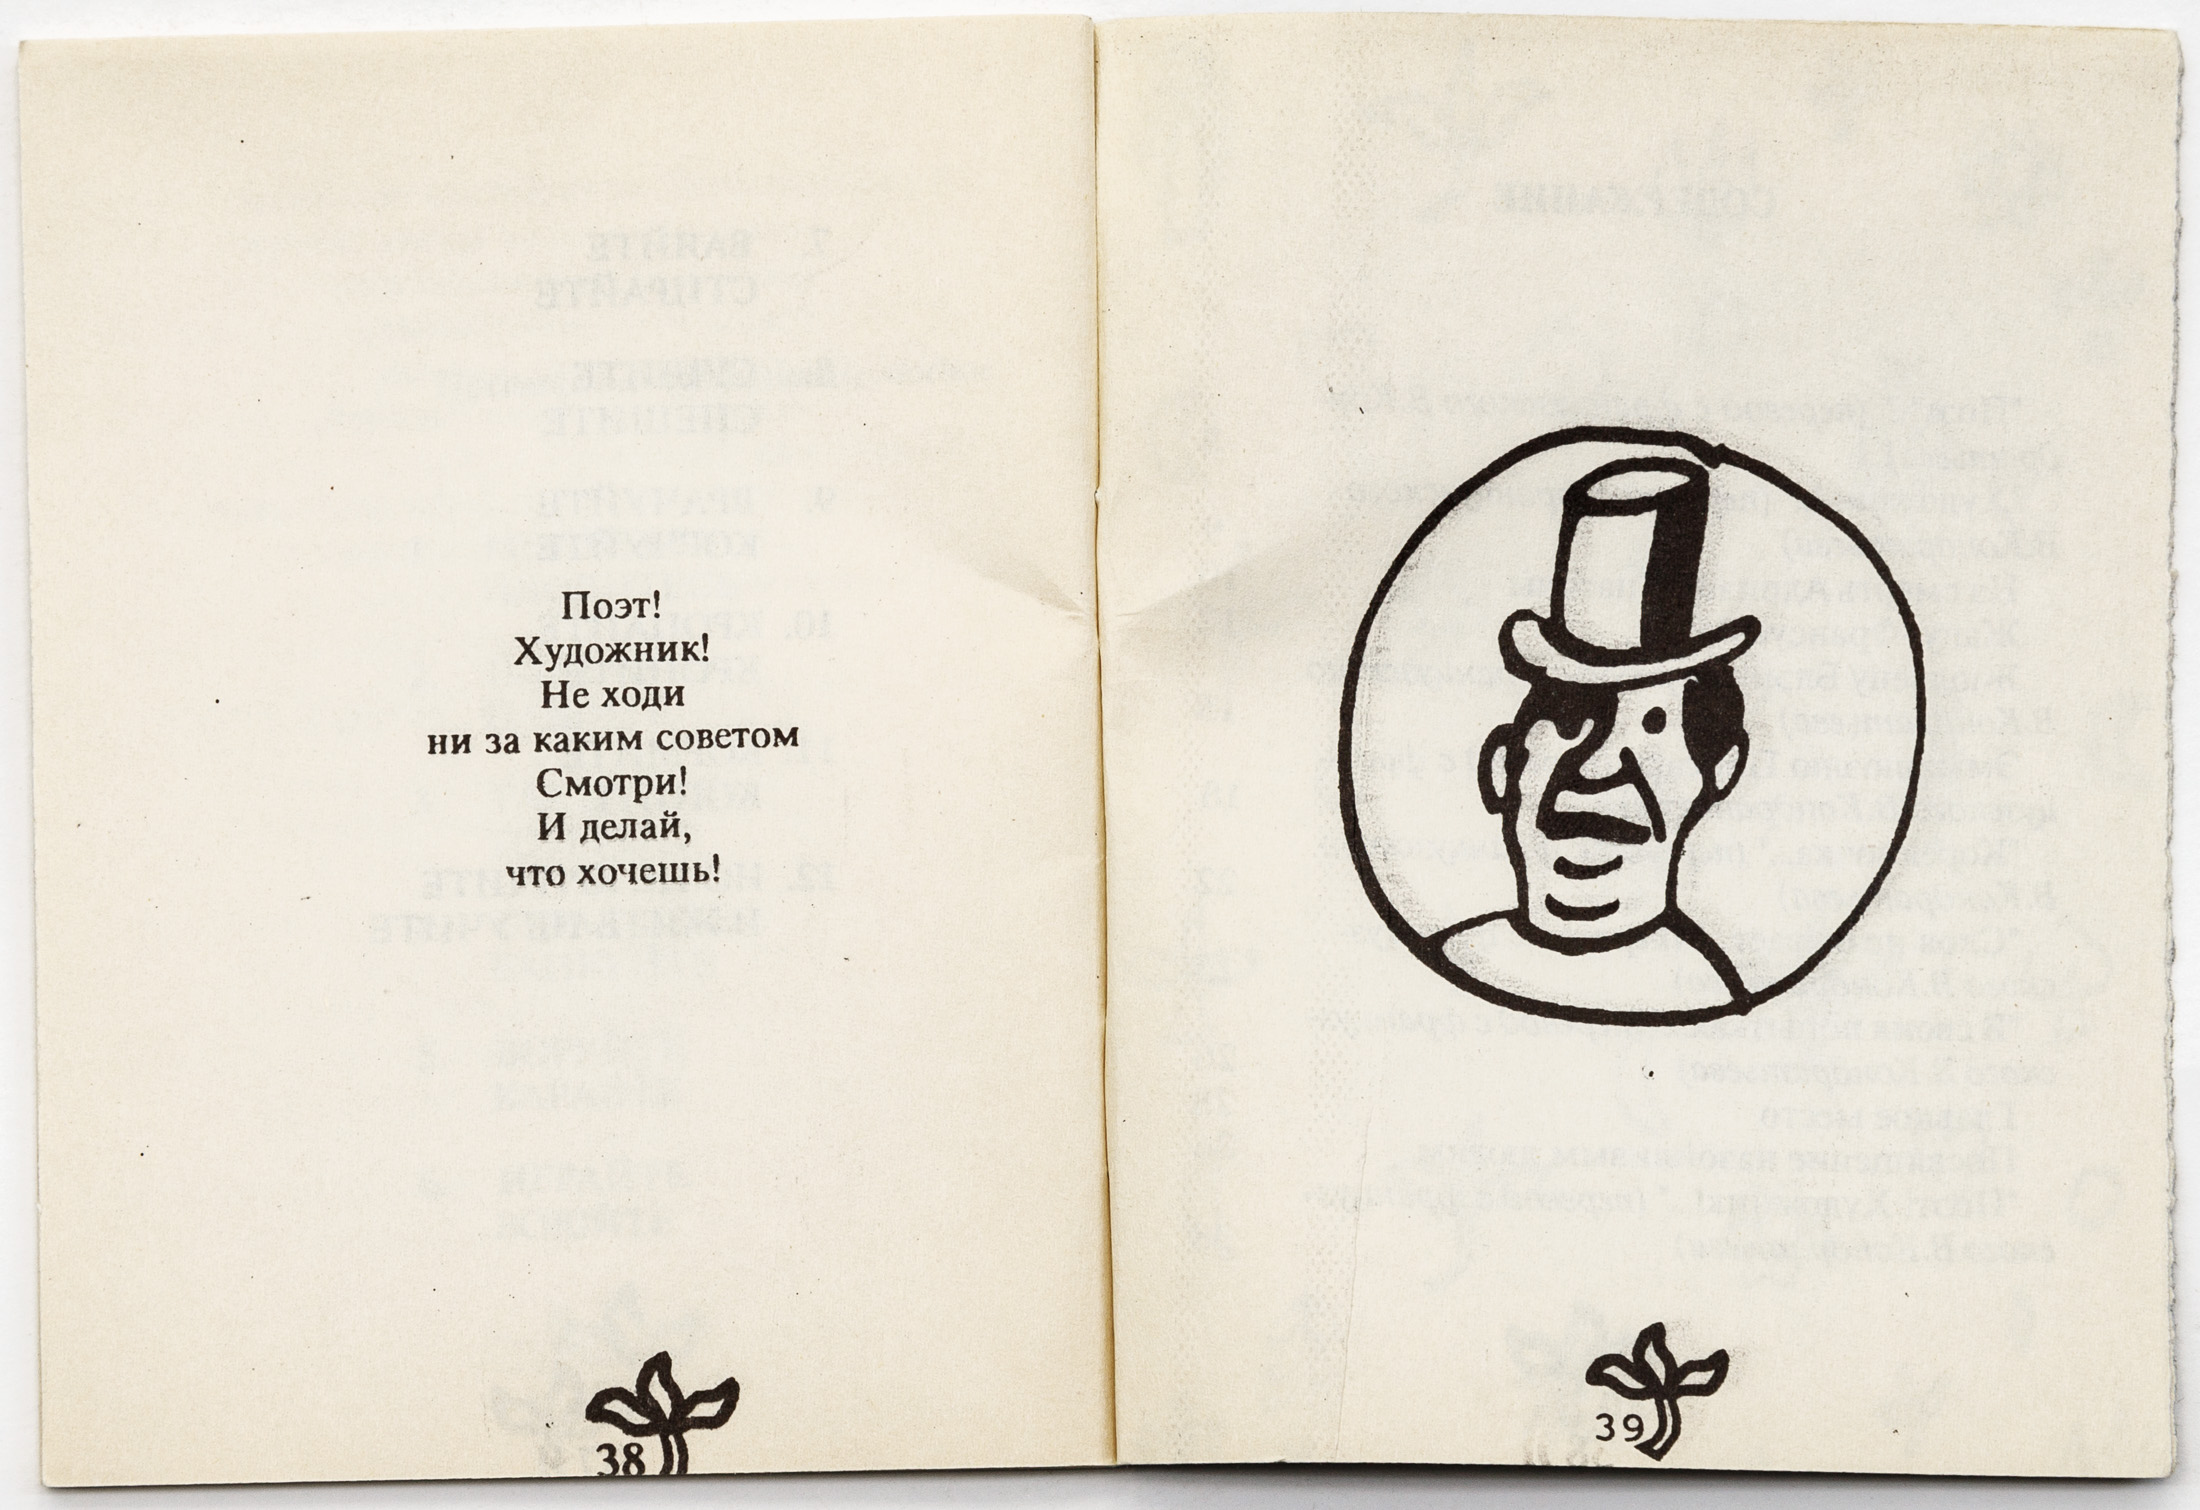 Поэт!
Художник!
Не ходи
ни за каким советом
Смотри!
И делай,
что хочешь!
38
39